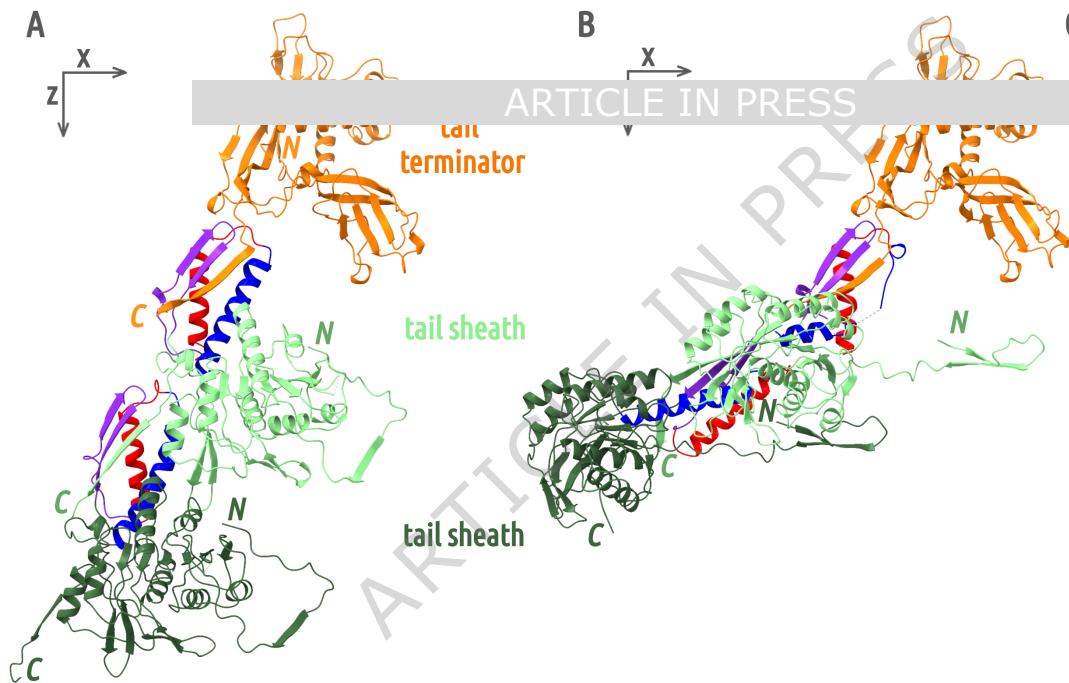 A
B
X
X
Z
ARTICLE IN PRESS
N
tail
terminator
C
tail sheath
N
N
N
C
C
N
tail sheath
C
C
ARTICLE IN PRESS